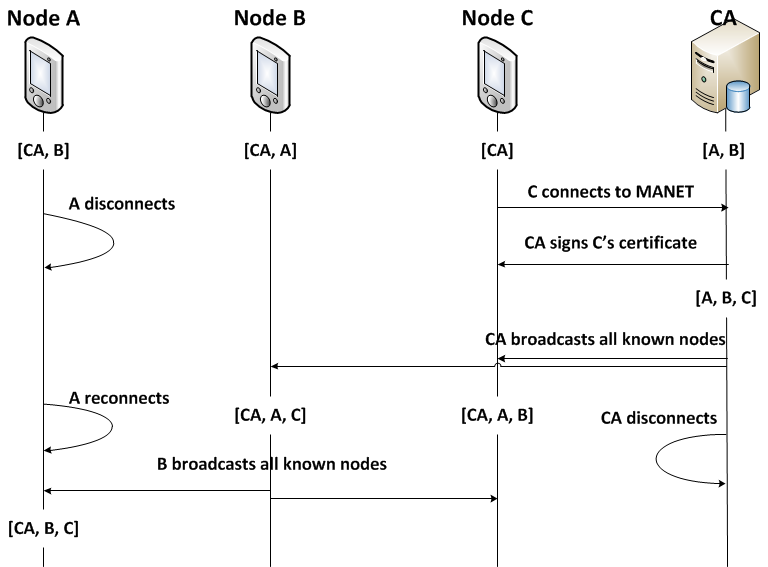 Node A
Node B
Node C
CA
[CA, B]
[CA, A]
[CA]
[A, B]
C connects to MANET
A disconnects
CA signs C's certificate
[A, B, C]
CA broadcasts all known nodes
A reconnects
[CA, A, C]
[CA, A, B]
CA disconnects
B broadcasts all known nodes
[CA, B, C]